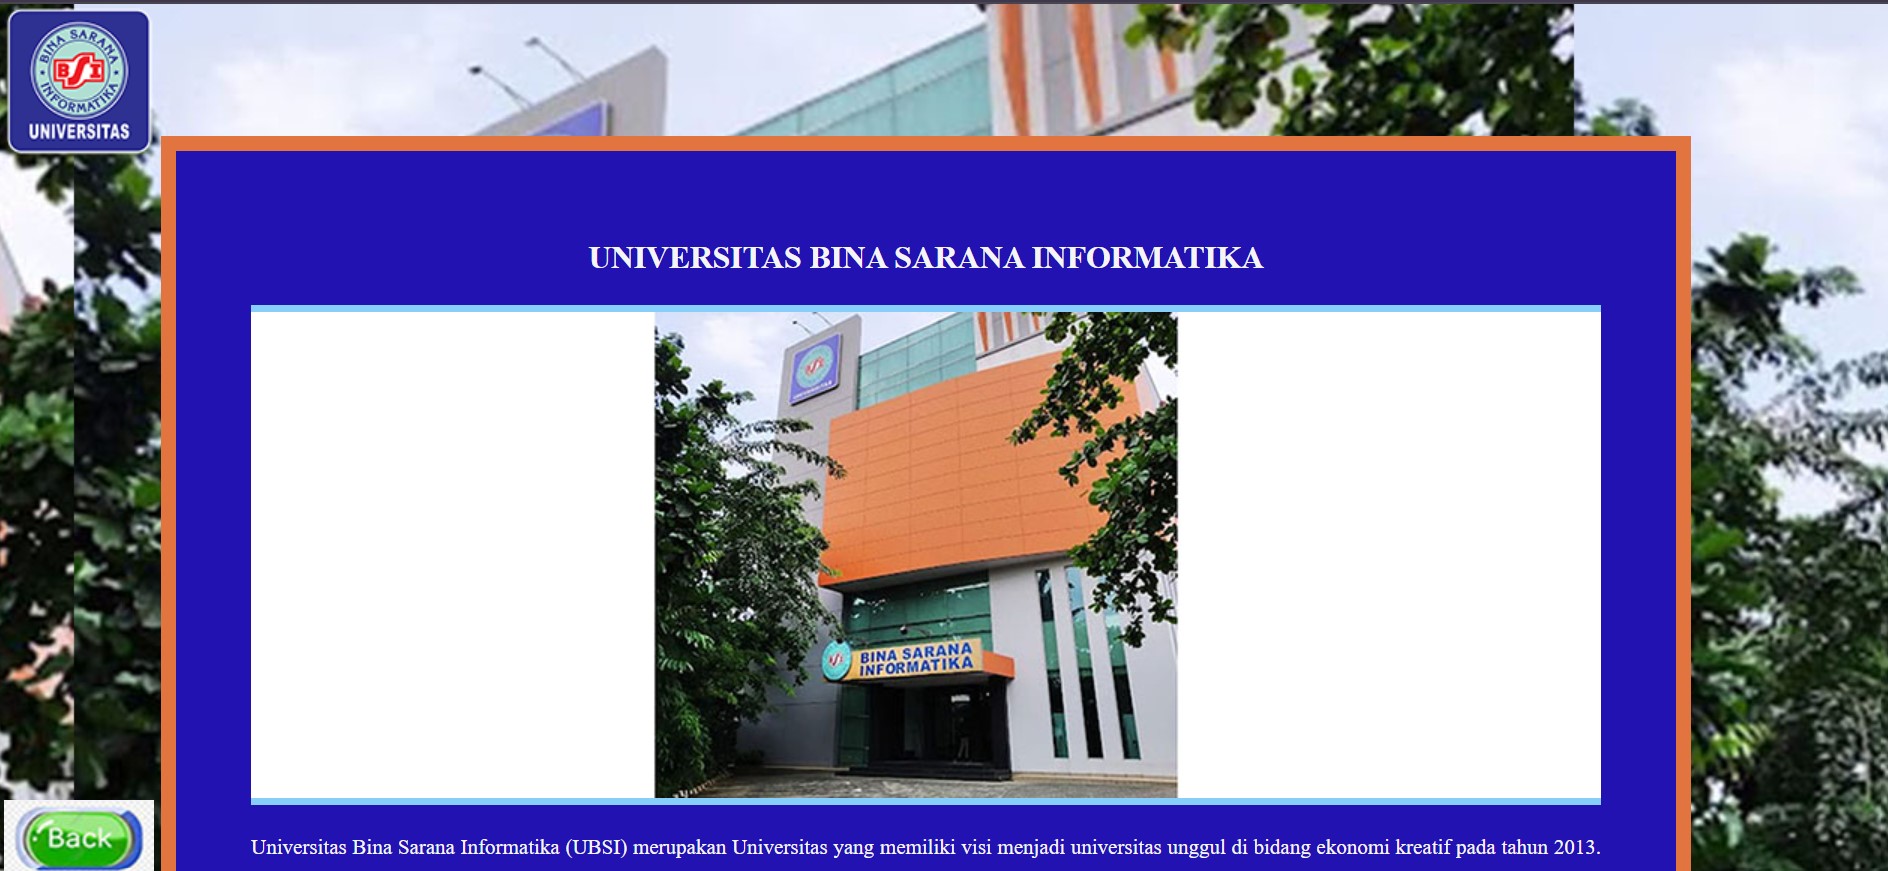 BINA SARANA
BSI
INFORMATIKA
UNIVERSITAS
UNIVERSITAS BINA SARANA INFORMATIKA
BINA SARANA
INFORMATIKA
Universitas Bina Sarana Informatika (UBSI) merupakan Universitas yang memiliki visi menjadi universitas unggul di bidang ekonomi kreatif pada tahun 2013.
Back